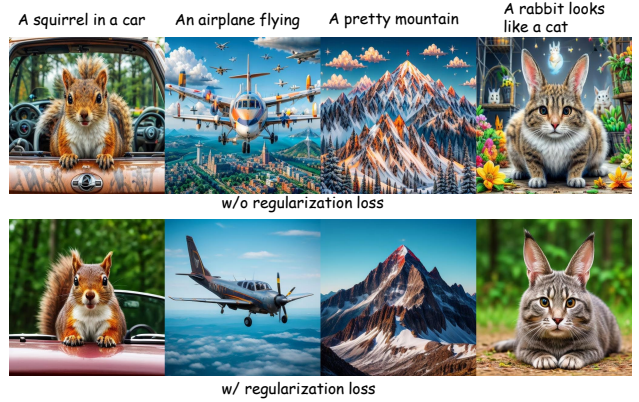 A squirrel in a car
An airplane flying
A pretty mountain
A rabbit looks
like a cat
w/o regularization loss
w/ regularization loss